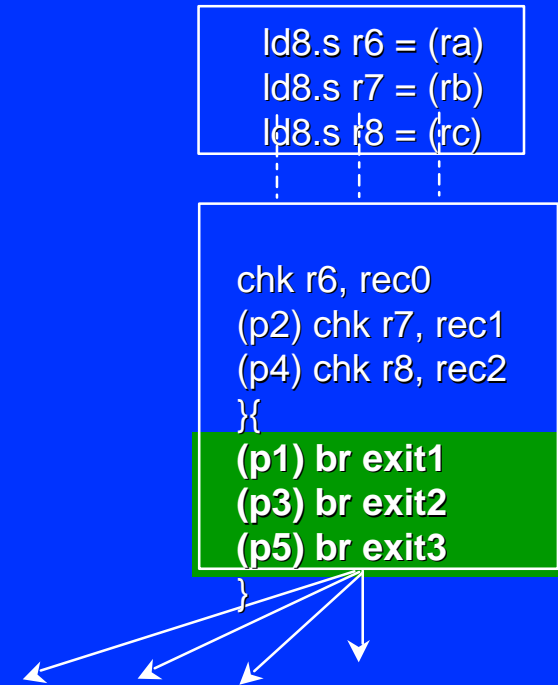 ld8.s r6 = (ra)
ld8.s r7 = (rb)
ld8.s r8 = (rc)
chk r6, rec0
(p2) chk r7, rec1
(p4) chk r8, rec2
}{
(p1) br exit1
(p3) br exit2
(p5) br exit3
}